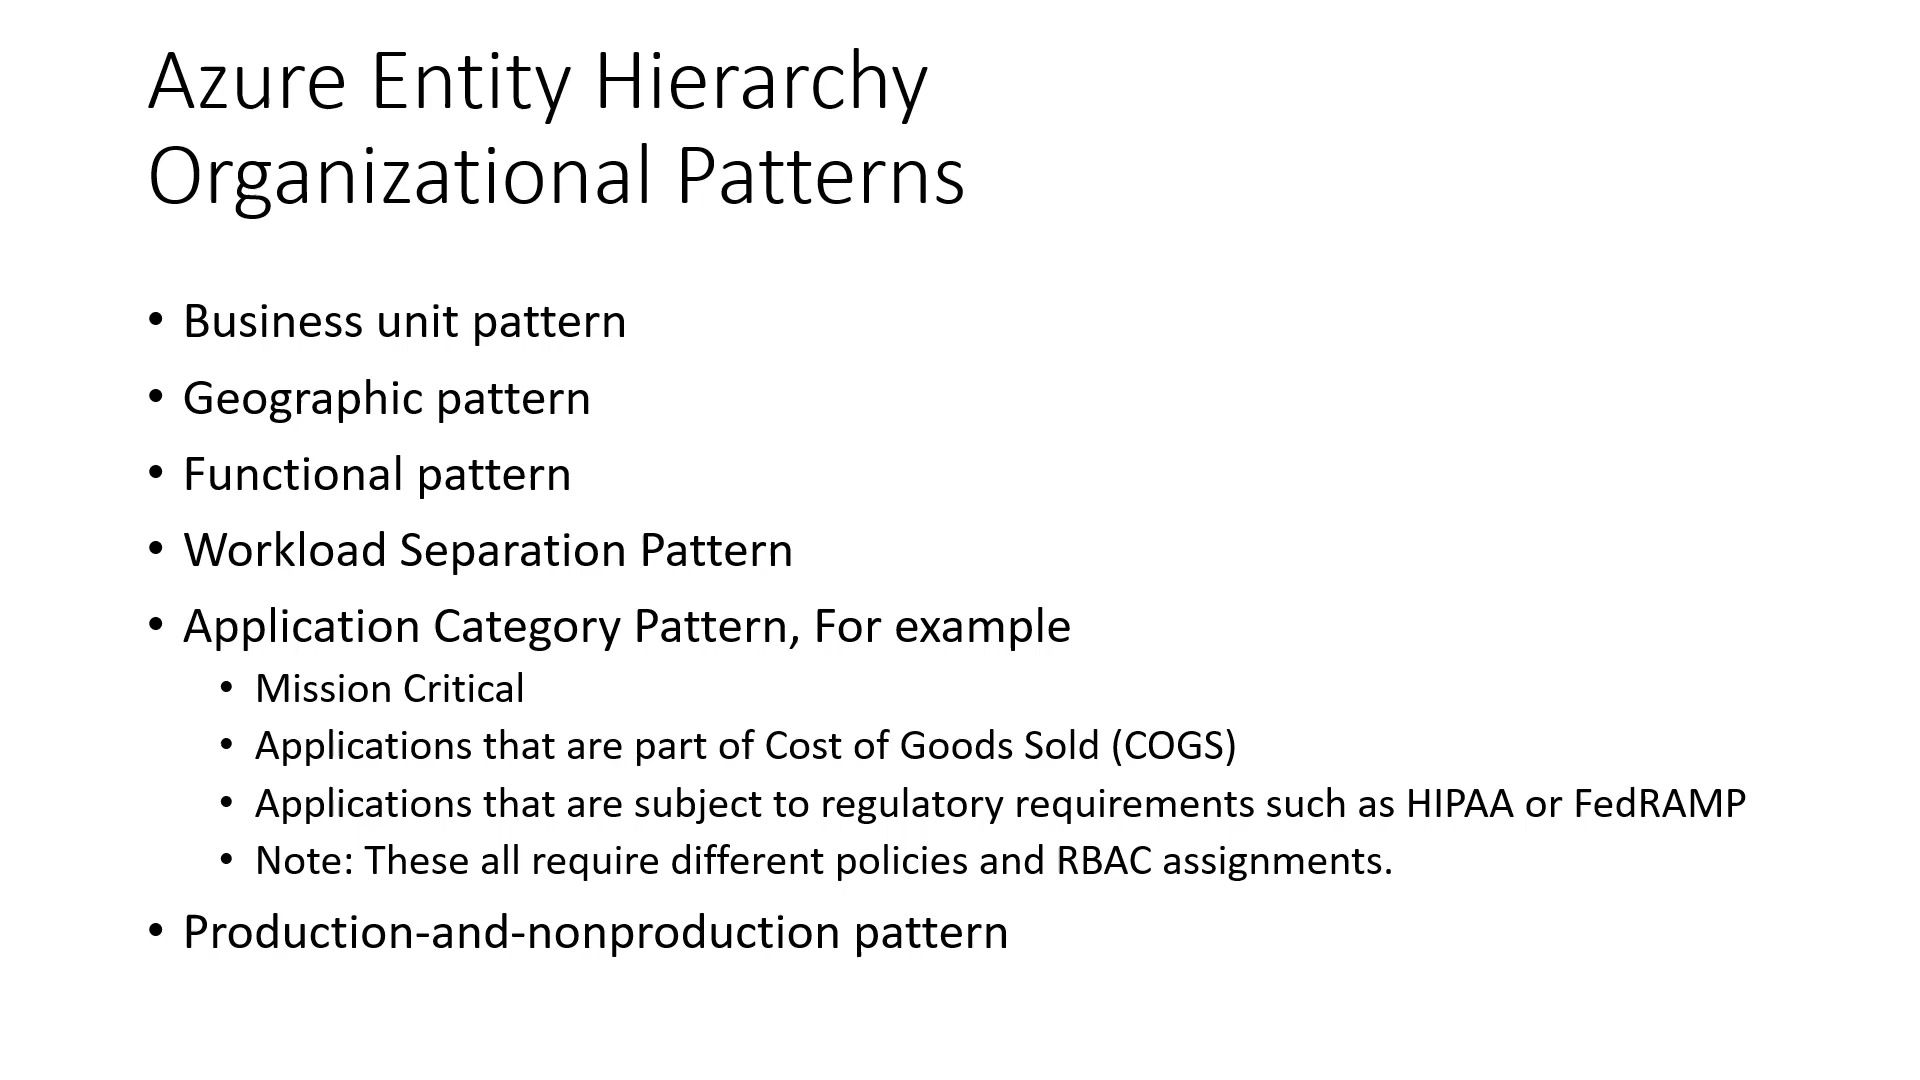 Azure Entity Hierarchy
Organizational Patterns
• Business unit pattern
• Geographic pattern
• Functional pattern
• Workload Separation Pattern
• Application Category Pattern, For example
• Mission Critical
• Applications that are part of Cost of Goods Sold (COGS)
• Applications that are subject to regulatory requirements such as HIPAA or FedRAMP
• Note: These all require different policies and RBAC assignments.
• Production-and-nonproduction pattern